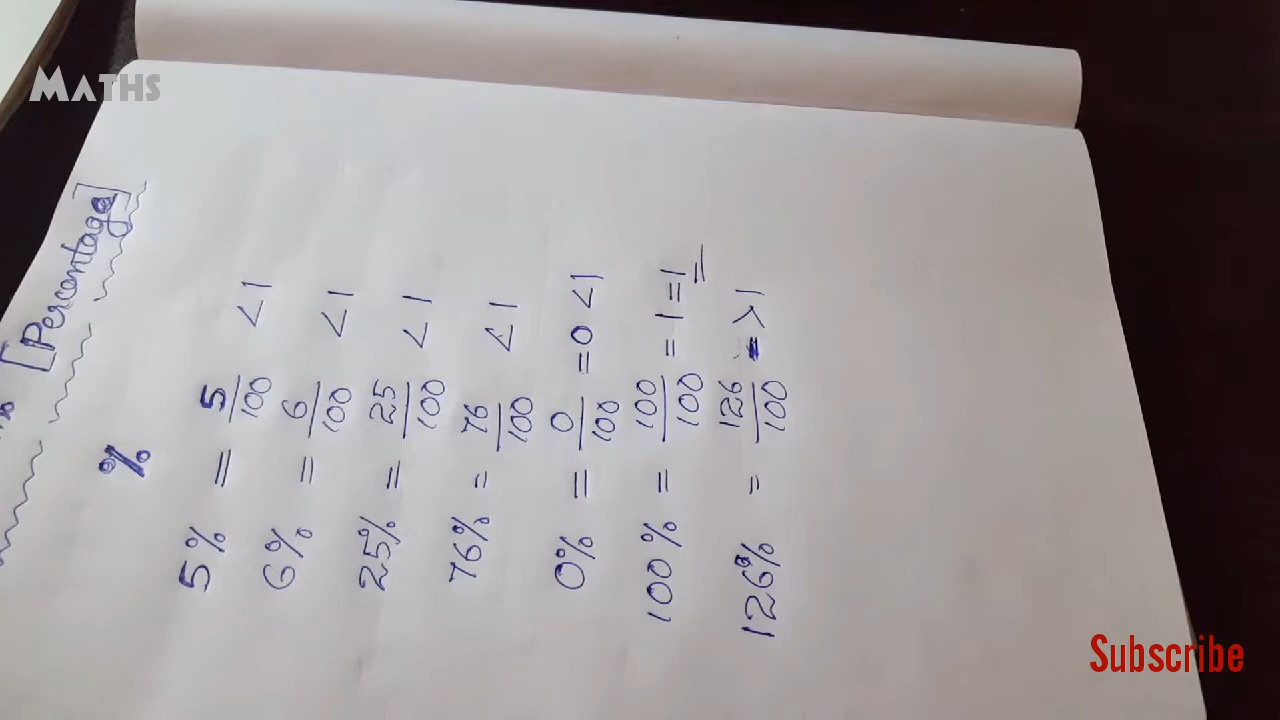 MATHS
[Percentage]
%
5% = 5/100 <1
6% = 6/100 <1
25% = 25/100 <1
76% = 76/100 <1
0% = 0/100 = 0 <1
100% = 100/100 = 1 = 1
126% = 126/100 = >1
Subscribe